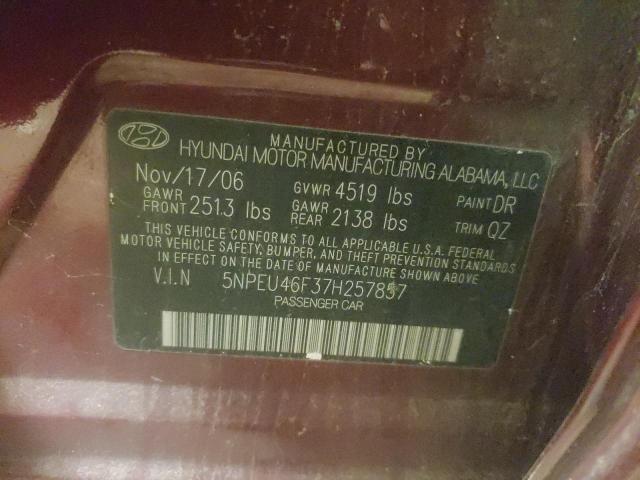 MANUFACTURED BY
HYUNDAI MOTOR MANUFACTURING ALABAMA, LLC
Nov/17/06 GVWR 4519 lbs PAINT DR
GAWR FRONT 2513 lbs GAWR REAR 2138 lbs TRIM QZ
THIS VEHICLE CONFORMS TO ALL APPLICABLE U.S.A. FEDERAL
MOTOR VEHICLE SAFETY, BUMPER, AND THEFT PREVENTION STANDARDS
IN EFFECT ON THE DATE OF MANUFACTURE SHOWN ABOVE
V.I.N 5NPEU46F37H257857
PASSENGER CAR